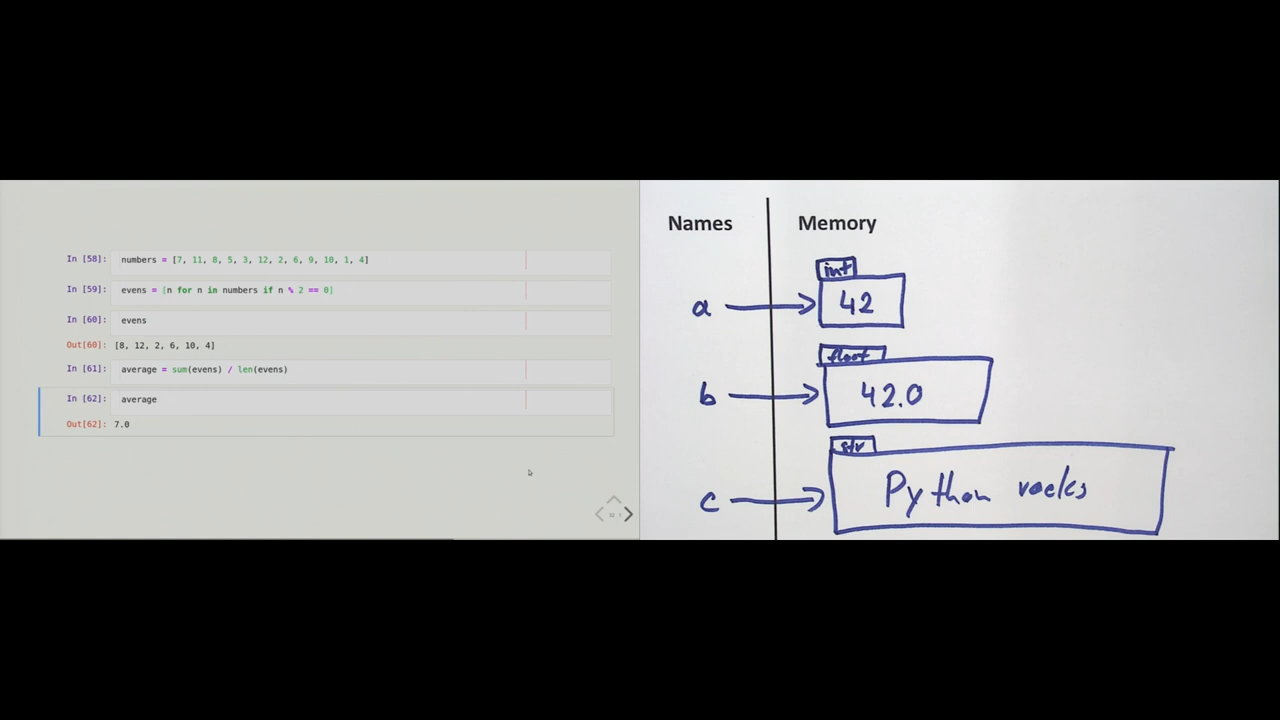 In [58]: numbers = [7, 11, 8, 5, 3, 12, 2, 6, 9, 10, 1, 4]
In [59]: evens = [n for n in numbers if n % 2 == 0]
In [60]: evens
Out[60]: [8, 12, 2, 6, 10, 4]
In [61]: average = sum(evens) / len(evens)
In [62]: average
Out[62]: 7.0
Names Memory
int
a 42
float
b 42.0
str
c Python rocks